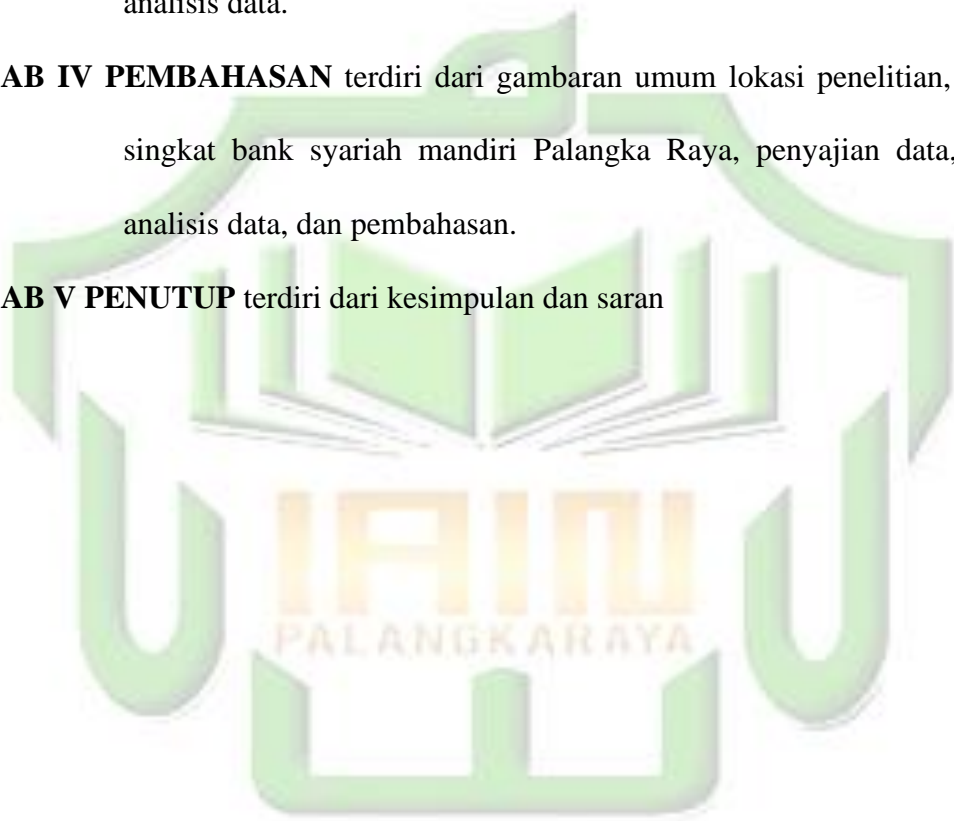 analisis data.
AB IV PEMBAHASAN terdiri dari gambaran umum lokasi penelitian,
singkat bank syariah mandiri Palangka Raya, penyajian data,
analisis data, dan pembahasan.
AB V PENUTUP terdiri dari kesimpulan dan saran
IAIN
PALANGKARAYA